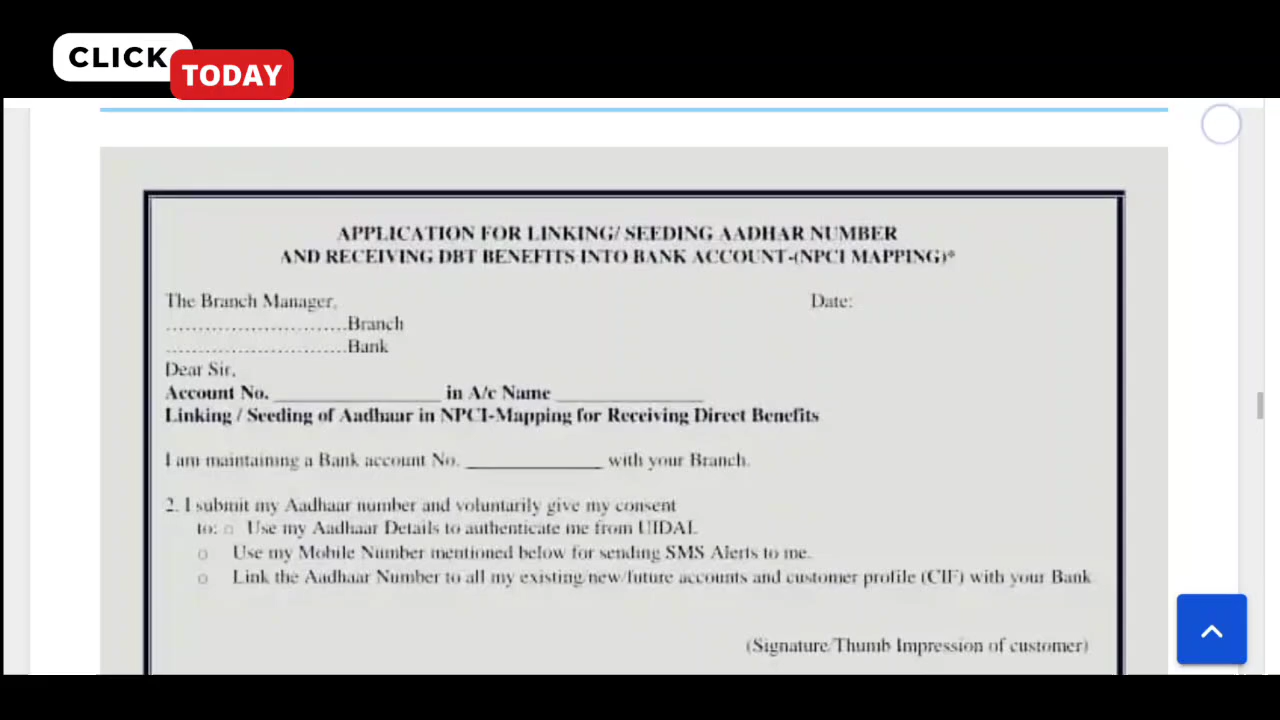 CLICK
TODAY
APPLICATION FOR LINKING/ SEEDING AADHAR NUMBER
AND RECEIVING DBT BENEFITS INTO BANK ACCOUNT-(NPCI MAPPING)*
The Branch Manager, Date:
............................Branch
............................Bank
Dear Sir,
Account No. _________________ in A/c Name _______________
Linking / Seeding of Aadhaar in NPCI-Mapping for Receiving Direct Benefits
I am maintaining a Bank account No. ______________ with your Branch.
2. I submit my Aadhaar number and voluntarily give my consent
to: o Use my Aadhaar Details to authenticate me from UIDAI.
o Use my Mobile Number mentioned below for sending SMS Alerts to me.
o Link the Aadhaar Number to all my existing/new/future accounts and customer profile (CIF) with your Bank
(Signature/Thumb Impression of customer)